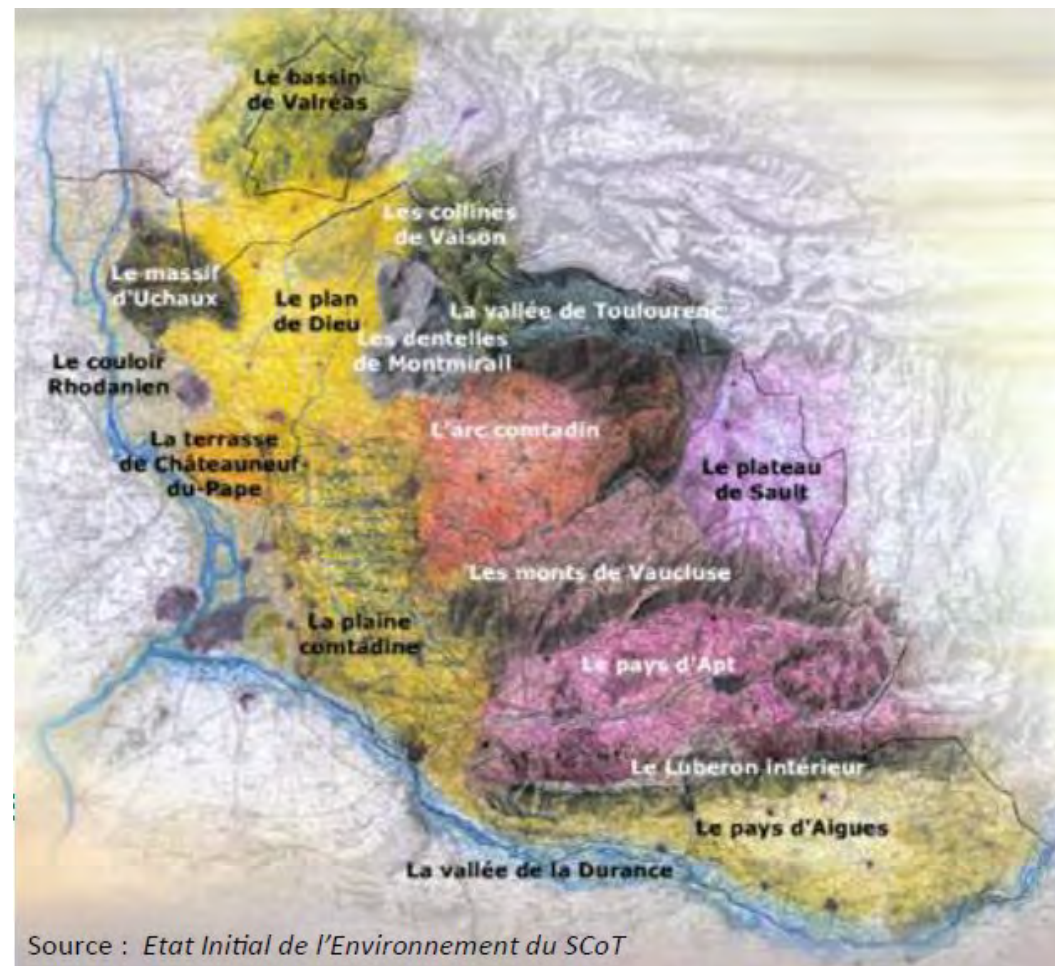 Le bassin
de Valréas
Les collines
de Vaison
Le massif
d'Uchaux
Le plan
de Dieu
La vallée de Toulourenc
Les dentelles
de Montmirail
Le couloir
Rhodanien
L'arc comtadin
La terrasse
de Châteauneuf-
du-Pape
Le plateau
de Sault
Les monts de Vaucluse
La plaine
comtadine
Le pays d'Apt
Le Luberon intérieur
Le pays d'Aigues
La vallée de la Durance
Source : Etat Initial de l'Environnement du SCoT